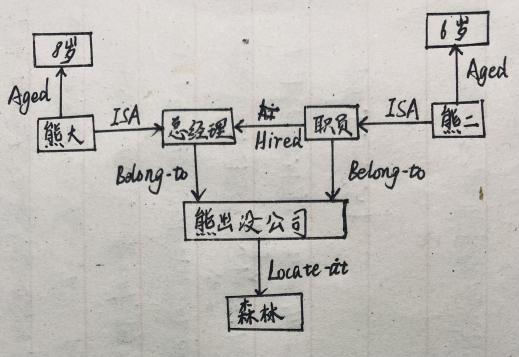 8岁
6岁
Aged
Aged
熊大
ISA
总经理
Hired
职员
ISA
熊二
Belong-to
Belong-to
熊出没公司
Locate-at
森林